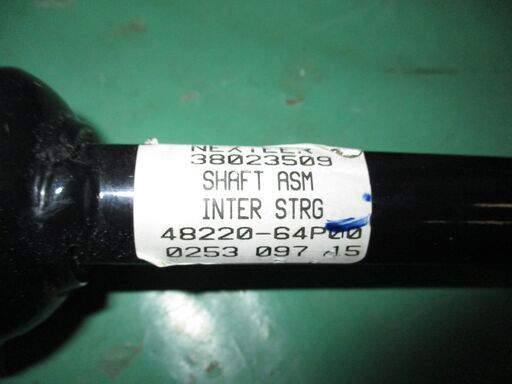 NEXTEER
38023509
SHAFT ASM
INTER STRG
48220-64P00
0253 097 15